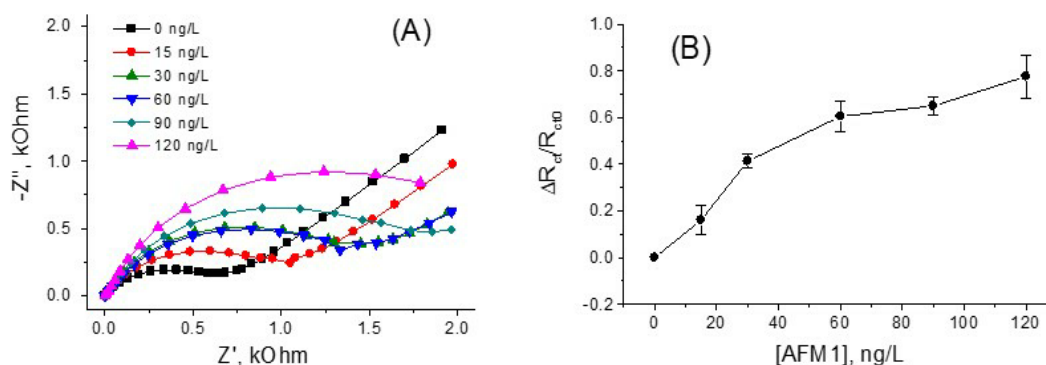 (A)
0 ng/L
15 ng/L
30 ng/L
60 ng/L
90 ng/L
120 ng/L
-Z'', kOhm
2.0
1.5
1.0
0.5
0.0
0.0 0.5 1.0 1.5 2.0
Z', kOhm
(B)
ΔRct/Rct0
1.0
0.8
0.6
0.4
0.2
0.0
-0.2
0 20 40 60 80 100 120
[AFM1], ng/L